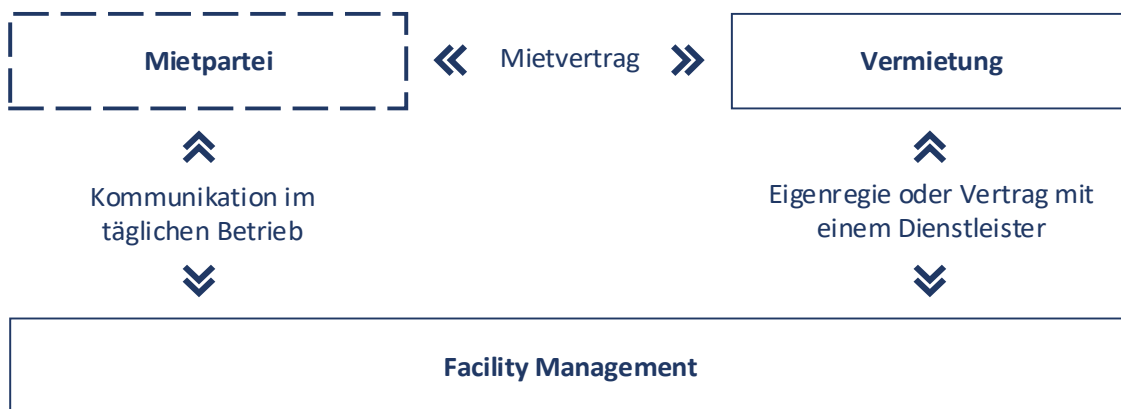 Mietpartei
Mietvertrag
Vermietung
Kommunikation im
täglichen Betrieb
Eigenregie oder Vertrag mit
einem Dienstleister
Facility Management